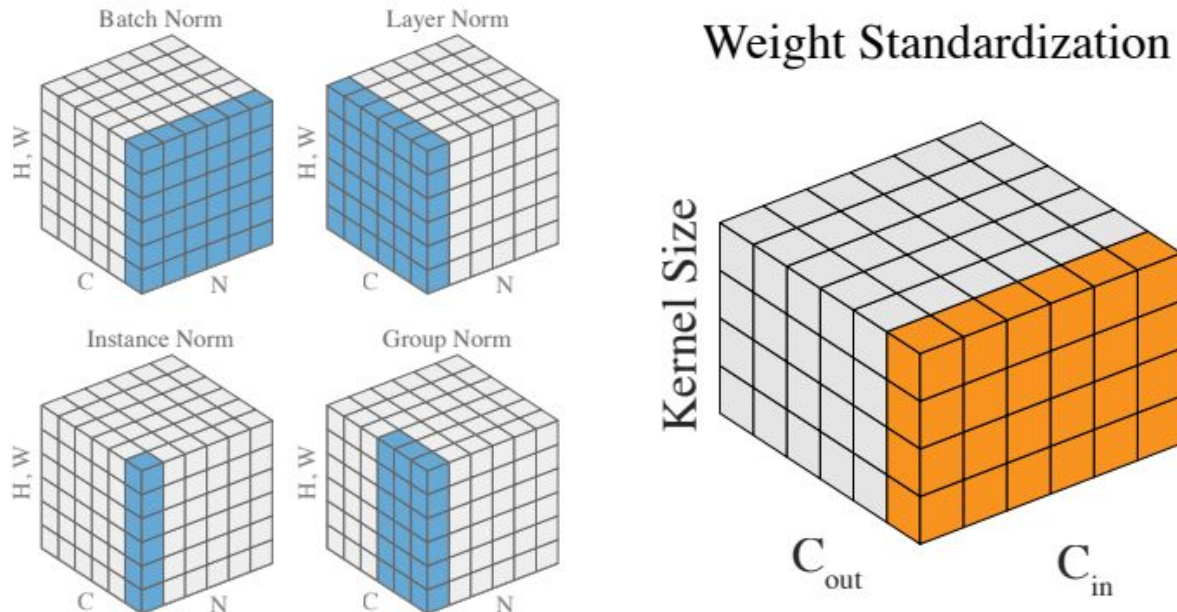 Batch Norm
Layer Norm
H, W
C
N
H, W
C
N
Instance Norm
Group Norm
H, W
C
N
H, W
C
N
Weight Standardization
Kernel Size
Cout
Cin